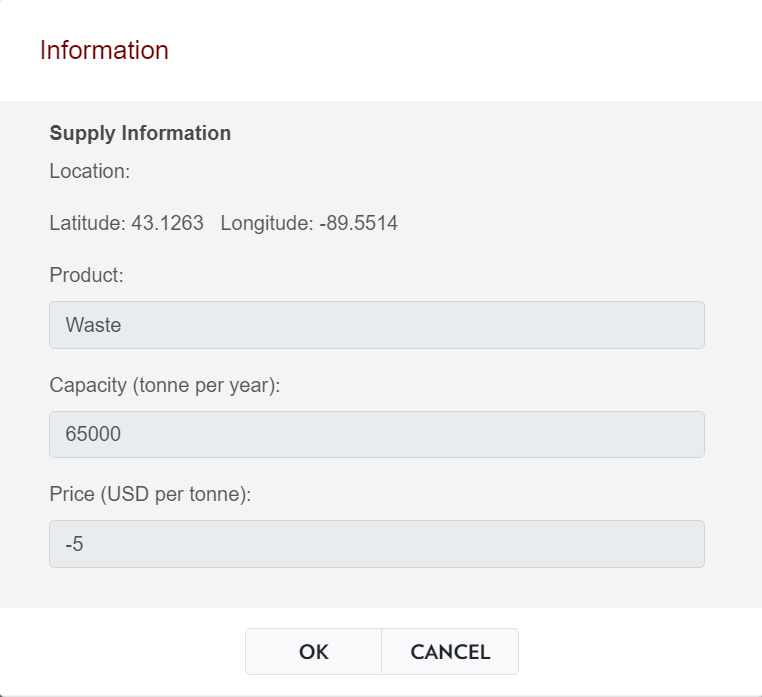 Information
Supply Information
Location:
Latitude: 43.1263   Longitude: -89.5514
Product:
Waste
Capacity (tonne per year):
65000
Price (USD per tonne):
-5
OK CANCEL